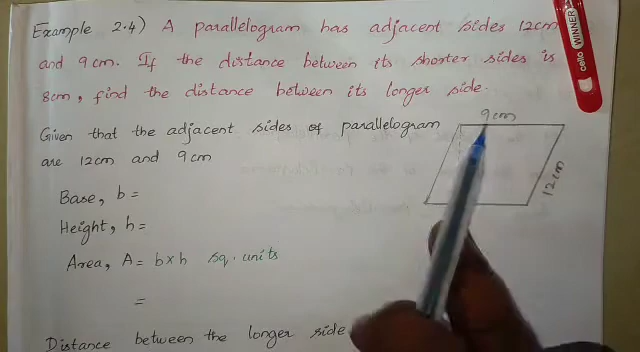 Example 2.4) A parallelogram has adjacent sides 12cm
and 9cm. If the distance between its shorter sides is
8cm, find the distance between its longer side.
Given that the adjacent sides of parallelogram
are 12cm and 9cm
Base, b =
Height, h =
Area, A = b×h sq. units
=
Distance between the longer side
9cm
12cm
cello WINNER